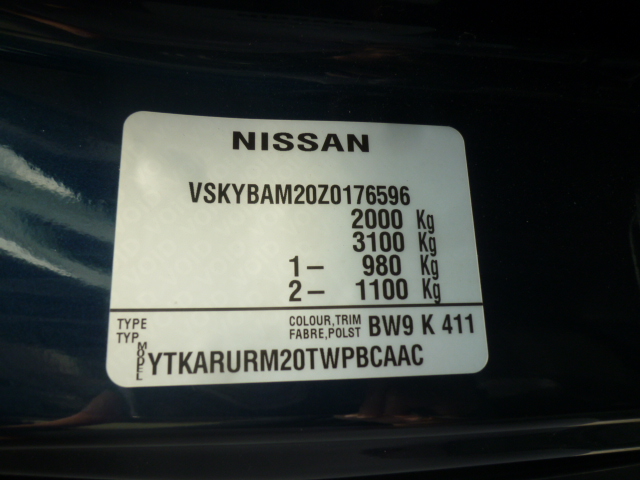 NISSAN
VSKYBAM20Z0176596
2000 Kg
3100 Kg
1- 980 Kg
2- 1100 Kg
TYPE COLOUR,TRIM BW9 K 411
TYP. FABRE,POLST
MODEL YTKARURM20TWPBCAAC